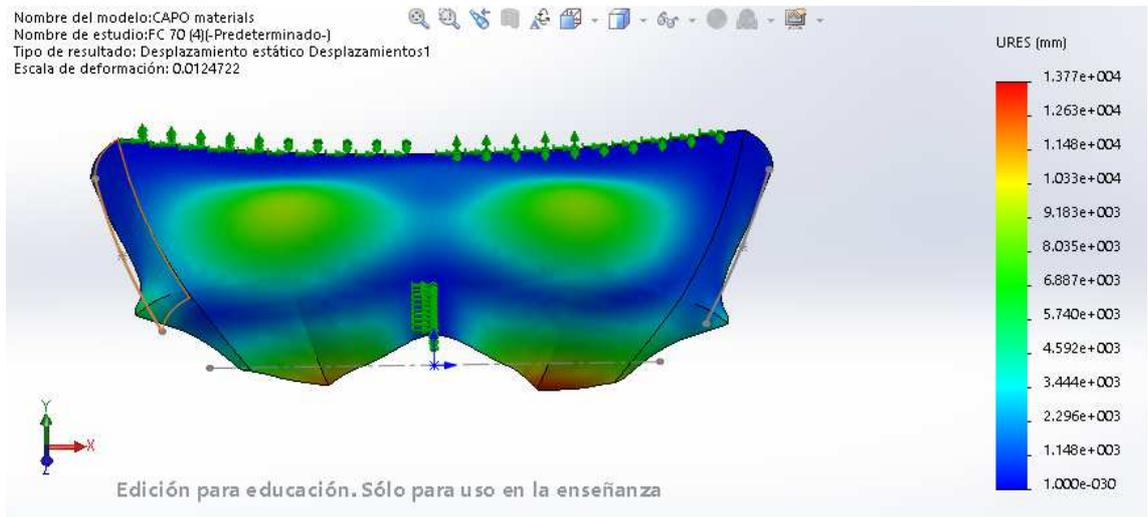 Nombre del modelo:CAPO materials
Nombre de estudio:FC 70 (4)(-Predeterminado-)
Tipo de resultado: Desplazamiento estático Desplazamientos1
Escala de deformación: 0.0124722
URES (mm)
1.377e+004
1.263e+004
1.148e+004
1.033e+004
9.183e+003
8.035e+003
6.887e+003
5.740e+003
4.592e+003
3.444e+003
2.296e+003
1.148e+003
1.000e-030
Y
X
Z
Edición para educación. Sólo para uso en la enseñanza